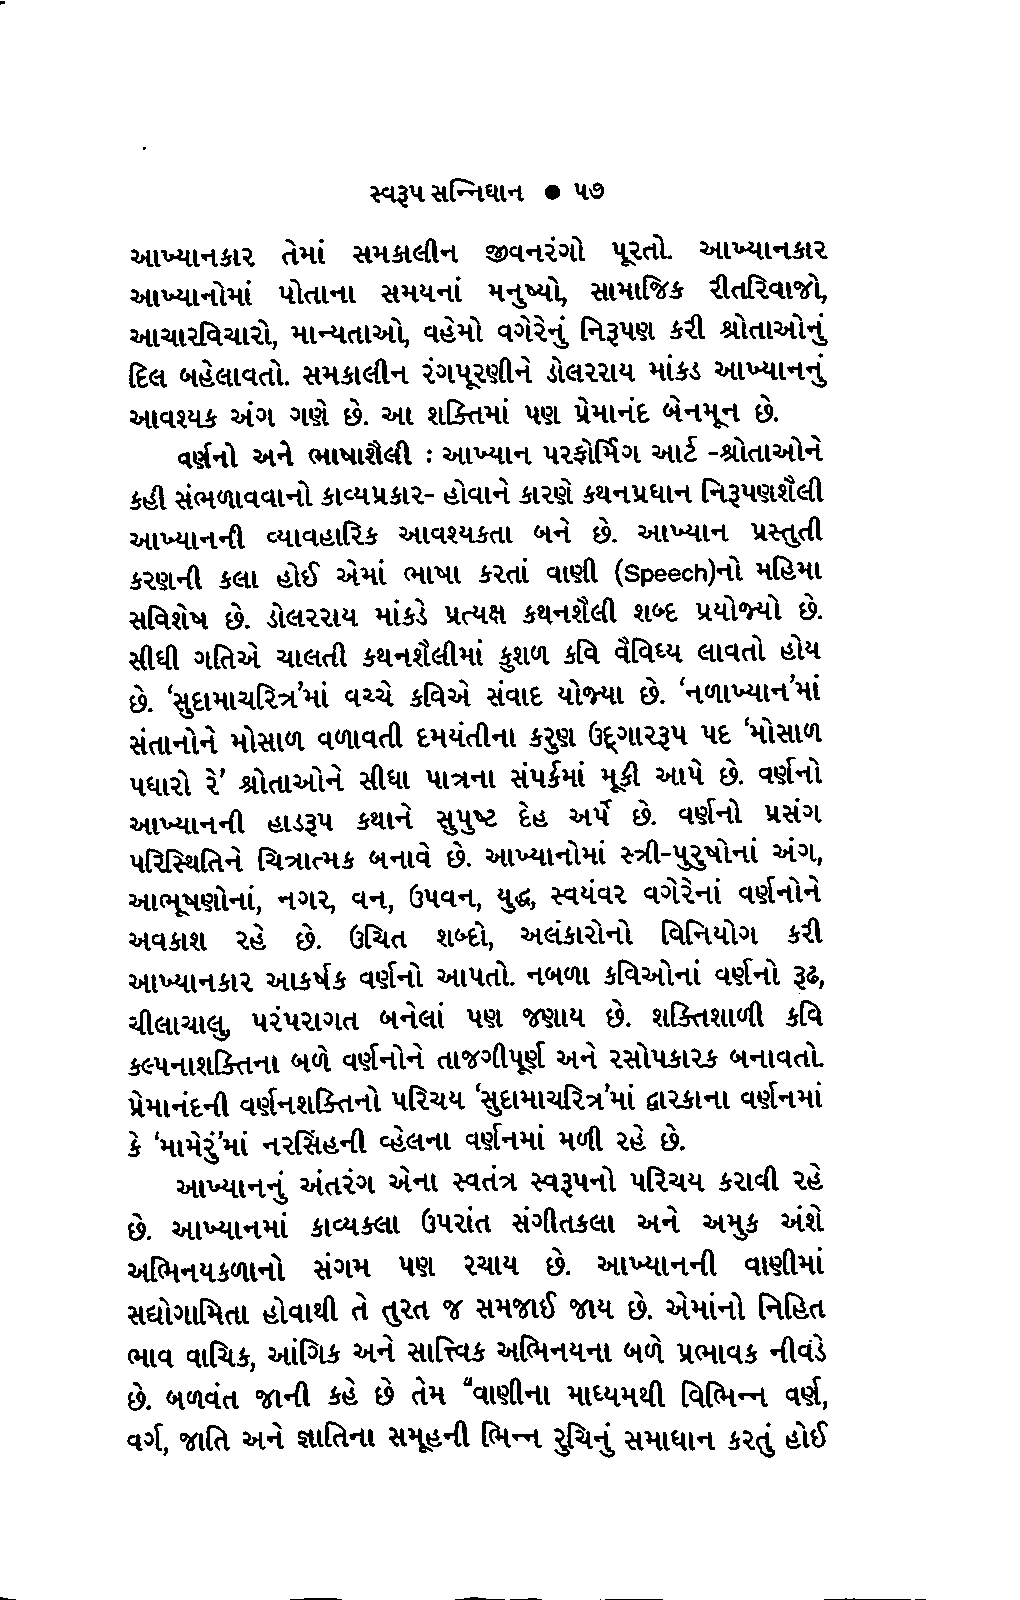 સ્વરૂપ સન્નિધાન ● ૫૭
આખ્યાનકાર તેમાં સમકાલીન જીવનરંગો પૂરતો. આખ્યાનકાર
આખ્યાનોમાં પોતાના સમયનાં મનુષ્યો, સામાજિક રીતરિવાજો,
આચારવિચારો, માન્યતાઓ, વહેમો વગેરેનું નિરૂપણ કરી શ્રોતાઓનું
દિલ બહેલાવતો. સમકાલીન રંગપૂરણીને ડોલરરાય માંકડ આખ્યાનનું
આવશ્યક અંગ ગણે છે. આ શક્તિમાં પણ પ્રેમાનંદ બેનમૂન છે.
વર્ણનો અને ભાષાશૈલી : આખ્યાન પરફોર્મિગ આર્ટ -શ્રોતાઓને
કહી સંભળાવવાનો કાવ્યપ્રકાર- હોવાને કારણે કથનપ્રધાન નિરૂપણશૈલી
આખ્યાનની વ્યાવહારિક આવશ્યકતા બને છે. આખ્યાન પ્રસ્તુતી
કરણની કલા હોઈ એમાં ભાષા કરતાં વાણી (Speech)નો મહિમા
સવિશેષ છે. ડોલરરાય માંકડે પ્રત્યક્ષ કથનશૈલી શબ્દ પ્રયોજ્યો છે.
સીધી ગતિએ ચાલતી કથનશૈલીમાં કુશળ કવિ વૈવિધ્ય લાવતો હોય
છે. ‘સુદામાચરિત્ર’માં વચ્ચે કવિએ સંવાદ યોજ્યા છે. ‘નળાખ્યાન’માં
સંતાનોને મોસાળ વળાવતી દમયંતીના કરુણ ઉદ્ગારરૂપ પદ ‘મોસાળ
પધારો રે’ શ્રોતાઓને સીધા પાત્રના સંપર્કમાં મૂકી આપે છે. વર્ણનો
આખ્યાનની હાડરૂપ કથાને સુપુષ્ટ દેહ અર્પે છે. વર્ણનો પ્રસંગ
પરિસ્થિતિને ચિત્રાત્મક બનાવે છે. આખ્યાનોમાં સ્ત્રી-પુરુષોનાં અંગ,
આભૂષણોનાં, નગર, વન, ઉપવન, યુદ્ધ, સ્વયંવર વગેરેનાં વર્ણનોને
અવકાશ રહે છે. ઉચિત શબ્દો, અલંકારોનો વિનિયોગ કરી
આખ્યાનકાર આકર્ષક વર્ણનો આપતો. નબળા કવિઓનાં વર્ણનો રૂઢ,
ચીલાચાલુ, પરંપરાગત બનેલાં પણ જણાય છે. શક્તિશાળી કવિ
કલ્પનાશક્તિના બળે વર્ણનોને તાજગીપૂર્ણ અને રસોપકારક બનાવતો.
પ્રેમાનંદની વર્ણનશક્તિનો પરિચય ‘સુદામાચરિત્ર’માં દ્વારકાના વર્ણનમાં
કે ‘મામેરું’માં નરસિંહની વ્હેલના વર્ણનમાં મળી રહે છે.
આખ્યાનનું અંતરંગ એના સ્વતંત્ર સ્વરૂપનો પરિચય કરાવી રહે
છે. આખ્યાનમાં કાવ્યકલા ઉપરાંત સંગીતકલા અને અમુક અંશે
અભિનયકળાનો સંગમ પણ રચાય છે. આખ્યાનની વાણીમાં
સદ્યોગામિતા હોવાથી તે તુરત જ સમજાઈ જાય છે. એમાંનો નિહિત
ભાવ વાચિક, આંગિક અને સાત્ત્વિક અભિનયના બળે પ્રભાવક નીવડે
છે. બળવંત જાની કહે છે તેમ “વાણીના માધ્યમથી વિભિન્ન વર્ણ,
વર્ગ, જાતિ અને જ્ઞાતિના સમૂહની ભિન્ન રુચિનું સમાધાન કરતું હોઈ